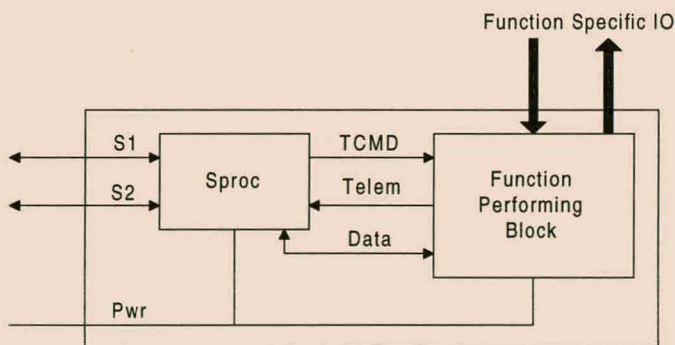 Function Specific IO
S1
TCMD
Sproc
Function
Performing
Block
S2
Telem
Data
Pwr